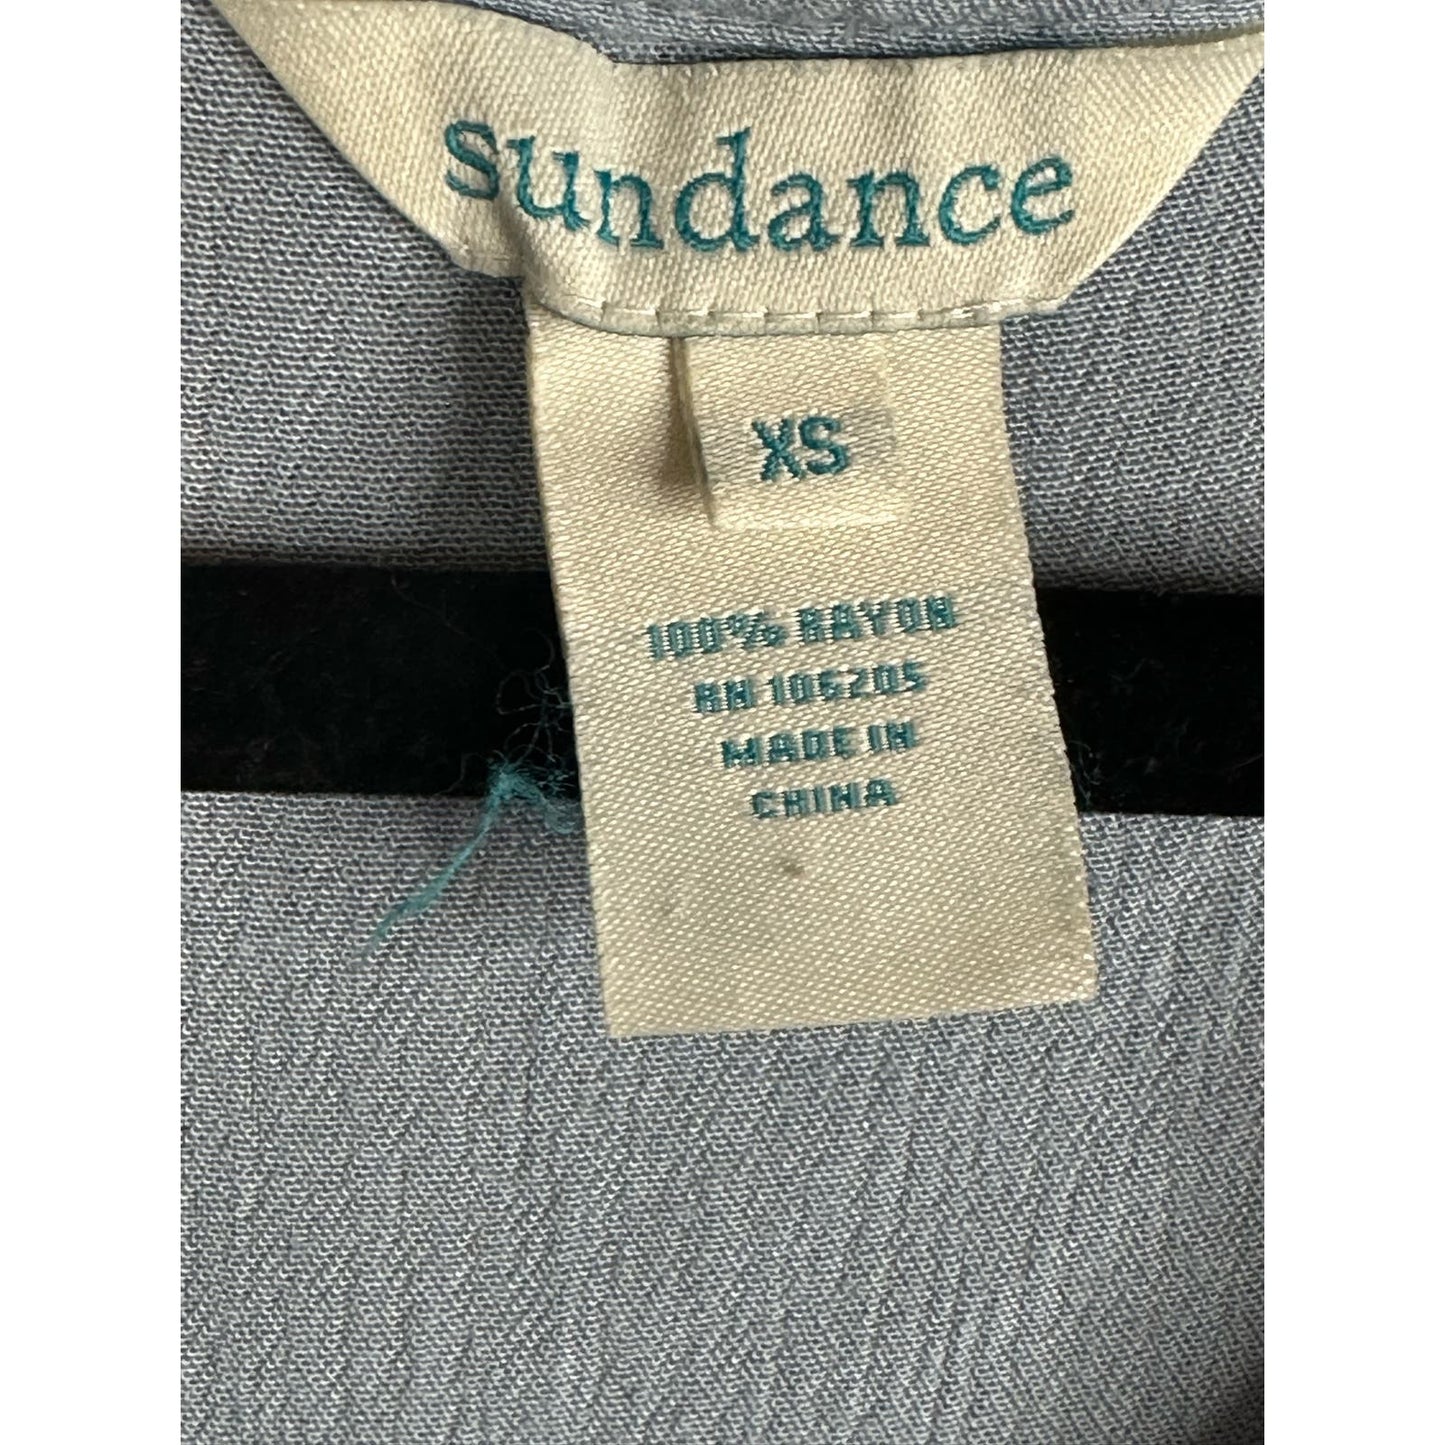 sundance
XS
100% RAYON
RN 106205
MADE IN
CHINA